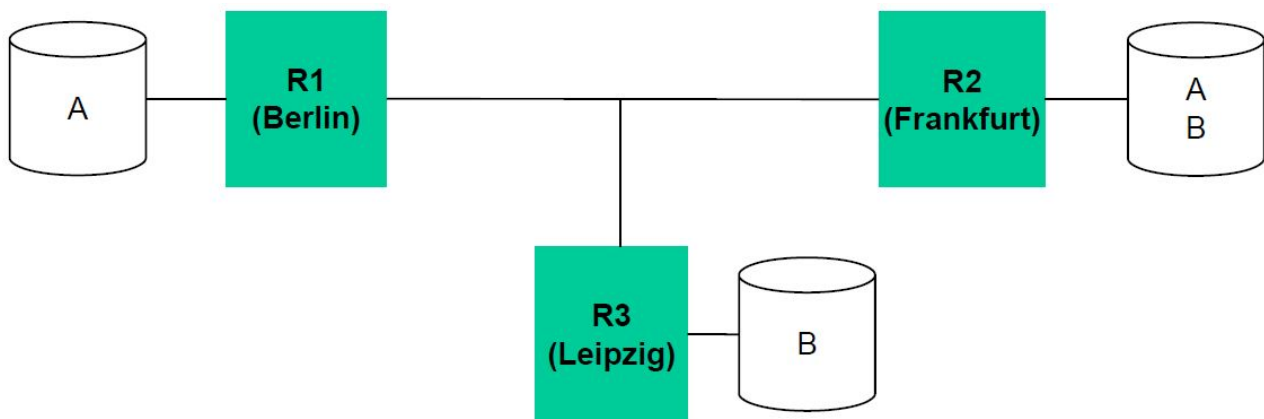 A
R1
(Berlin)
R2
(Frankfurt)
A
B
R3
(Leipzig)
B